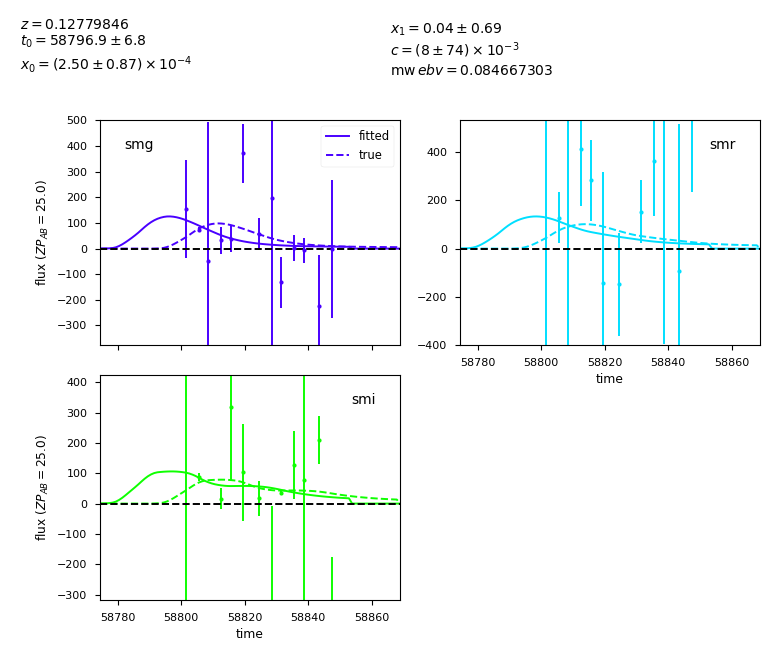 z = 0.12779846
t₀ = 58796.9 ± 6.8
x₀ = (2.50 ± 0.87) × 10⁻⁴
x₁ = 0.04 ± 0.69
c = (8 ± 74) × 10⁻³
mw ebv = 0.084667303
500
400
300
200
100
0
−100
−200
−300
flux (ZP_AB = 25.0)
smg
fitted
true
400
200
0
−200
−400
smr
58780 58800 58820 58840 58860
time
400
300
200
100
0
−100
−200
−300
flux (ZP_AB = 25.0)
smi
58780 58800 58820 58840 58860
time